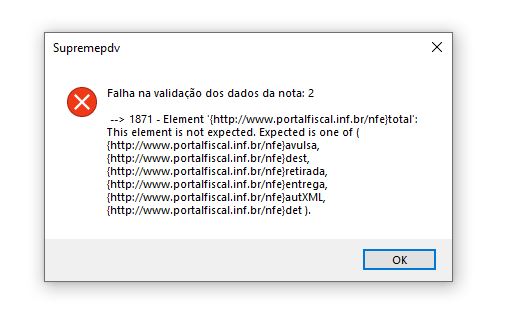 Supremepdv
Falha na validação dos dados da nota: 2
--> 1871 - Element '{http://www.portalfiscal.inf.br/nfe}total':
This element is not expected. Expected is one of (
{http://www.portalfiscal.inf.br/nfe}avulsa,
{http://www.portalfiscal.inf.br/nfe}dest,
{http://www.portalfiscal.inf.br/nfe}retirada,
{http://www.portalfiscal.inf.br/nfe}entrega,
{http://www.portalfiscal.inf.br/nfe}autXML,
{http://www.portalfiscal.inf.br/nfe}det ).
OK